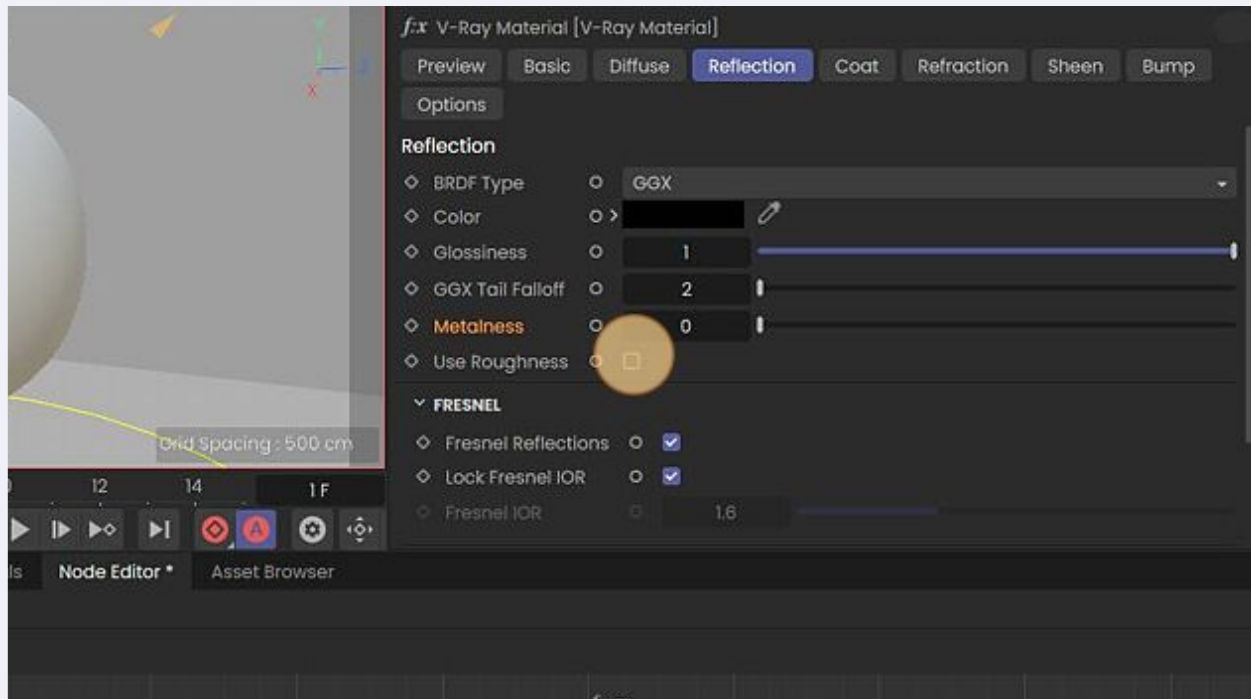 f:x V-Ray Material [V-Ray Material]
Preview Basic Diffuse Reflection Coat Refraction Sheen Bump
Options
Reflection
BRDF Type GGX
Color
Glossiness 1
GGX Tail Falloff 2
Metalness 0
Use Roughness
FRESNEL
Fresnel Reflections
Lock Fresnel IOR
Fresnel IOR 1.6
Y
Z
X
Grid Spacing : 500 cm
12 14 1 F
A
Node Editor * Asset Browser